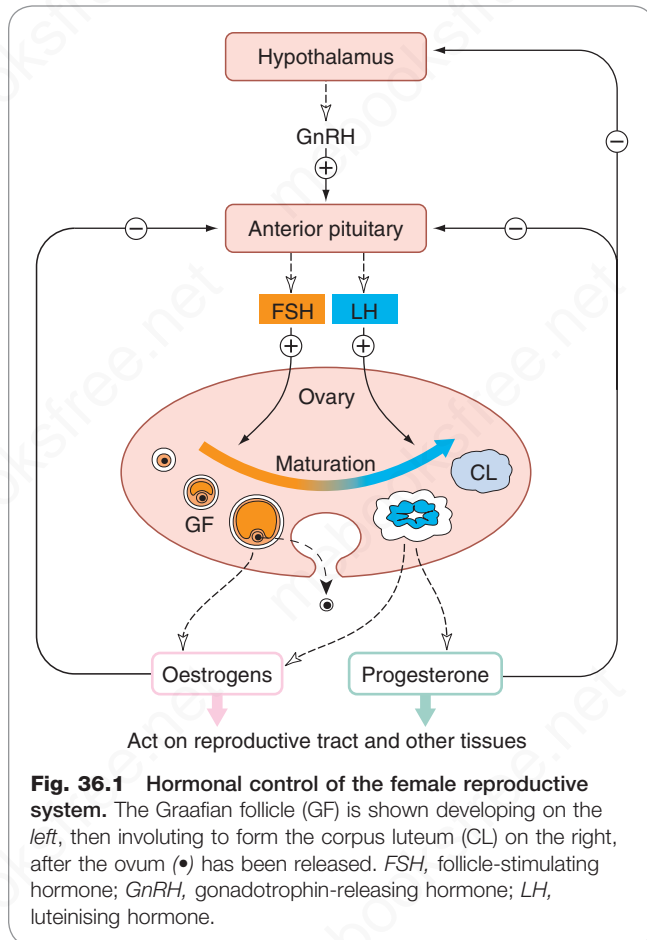 Hypothalamus
GnRH
+
−
Anterior pituitary
−
−
FSH LH
+ +
Ovary
Maturation
CL
GF
Oestrogens Progesterone
Act on reproductive tract and other tissues
Fig. 36.1 Hormonal control of the female reproductive
system. The Graafian follicle (GF) is shown developing on the
left, then involuting to form the corpus luteum (CL) on the right,
after the ovum (•) has been released. FSH, follicle-stimulating
hormone; GnRH, gonadotrophin-releasing hormone; LH,
luteinising hormone.